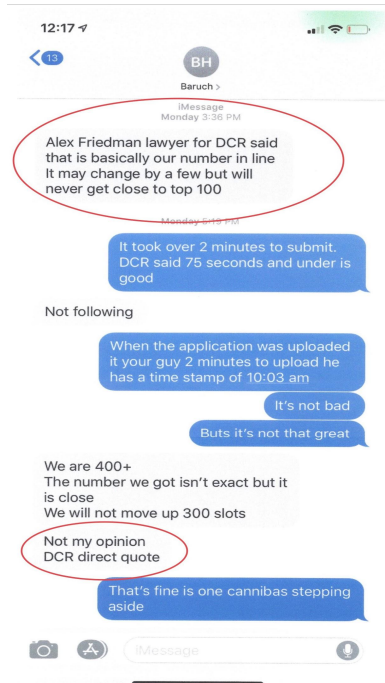 12:17
13
BH
Baruch >
iMessage
Monday 3:36 PM
Alex Friedman lawyer for DCR said
that is basically our number in line
It may change by a few but will
never get close to top 100
Monday 5:19 PM
It took over 2 minutes to submit.
DCR said 75 seconds and under is
good
Not following
When the application was uploaded
it your guy 2 minutes to upload he
has a time stamp of 10:03 am
It's not bad
Buts it's not that great
We are 400+
The number we got isn't exact but it
is close
We will not move up 300 slots
Not my opinion
DCR direct quote
That's fine is one cannibas stepping
aside
iMessage